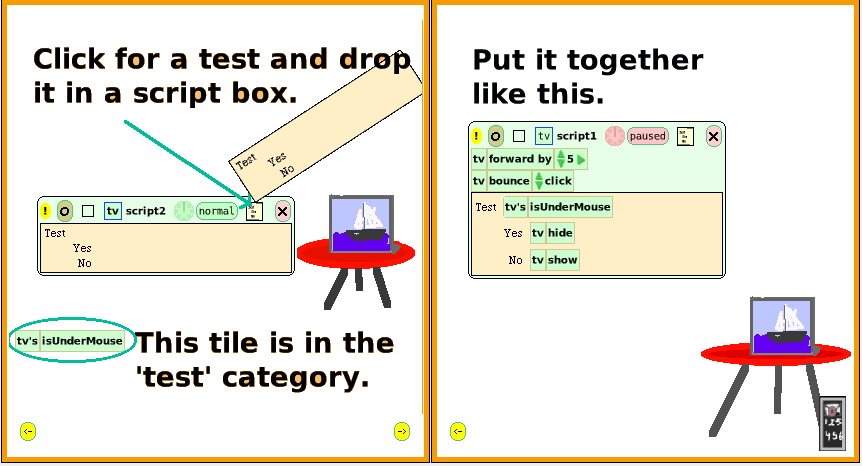 Click for a test and drop
it in a script box.
Test Yes
No
! O tv script2 normal
Test
Yes
No
tv's isUnderMouse
This tile is in the
'test' category.
<-
->
Put it together
like this.
! O tv script1 paused
tv forward by 5
tv bounce click
Test tv's isUnderMouse
Yes tv hide
No tv show
<-